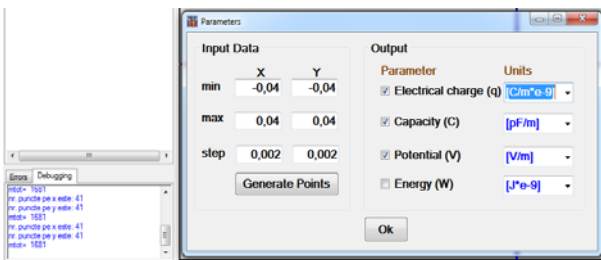 Parameters
Input Data
X Y
min -0,04 -0,04
max 0,04 0,04
step 0,002 0,002
Generate Points
Output
Parameter Units
Electrical charge (q) [C/m*e-9]
Capacity (C) [pF/m]
Potential (V) [V/m]
Energy (W) [J*e-9]
Ok
Errors Debugging
mtot= 1681
nr. puncte pe x este: 41
nr. puncte pe y este: 41
mtot= 1681
nr. puncte pe x este: 41
nr. puncte pe y este: 41
mtot= 1681